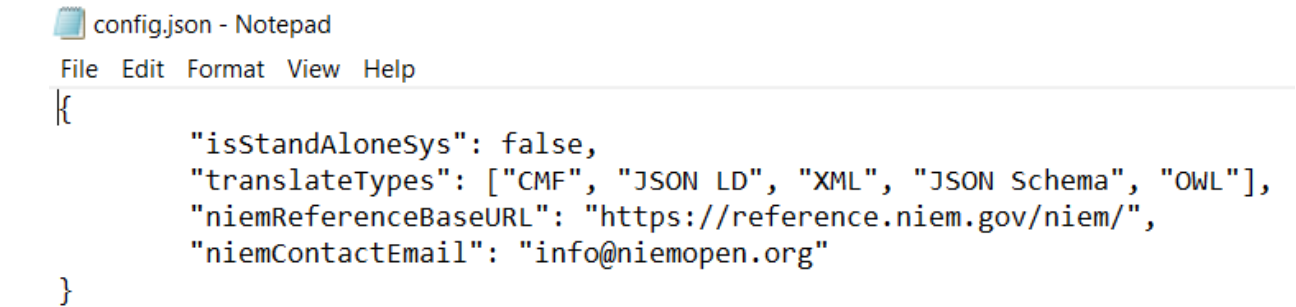 config.json - Notepad
File Edit Format View Help
{
"isStandAloneSys": false,
"translateTypes": ["CMF", "JSON LD", "XML", "JSON Schema", "OWL"],
"niemReferenceBaseURL": "https://reference.niem.gov/niem/",
"niemContactEmail": "info@niemopen.org"
}